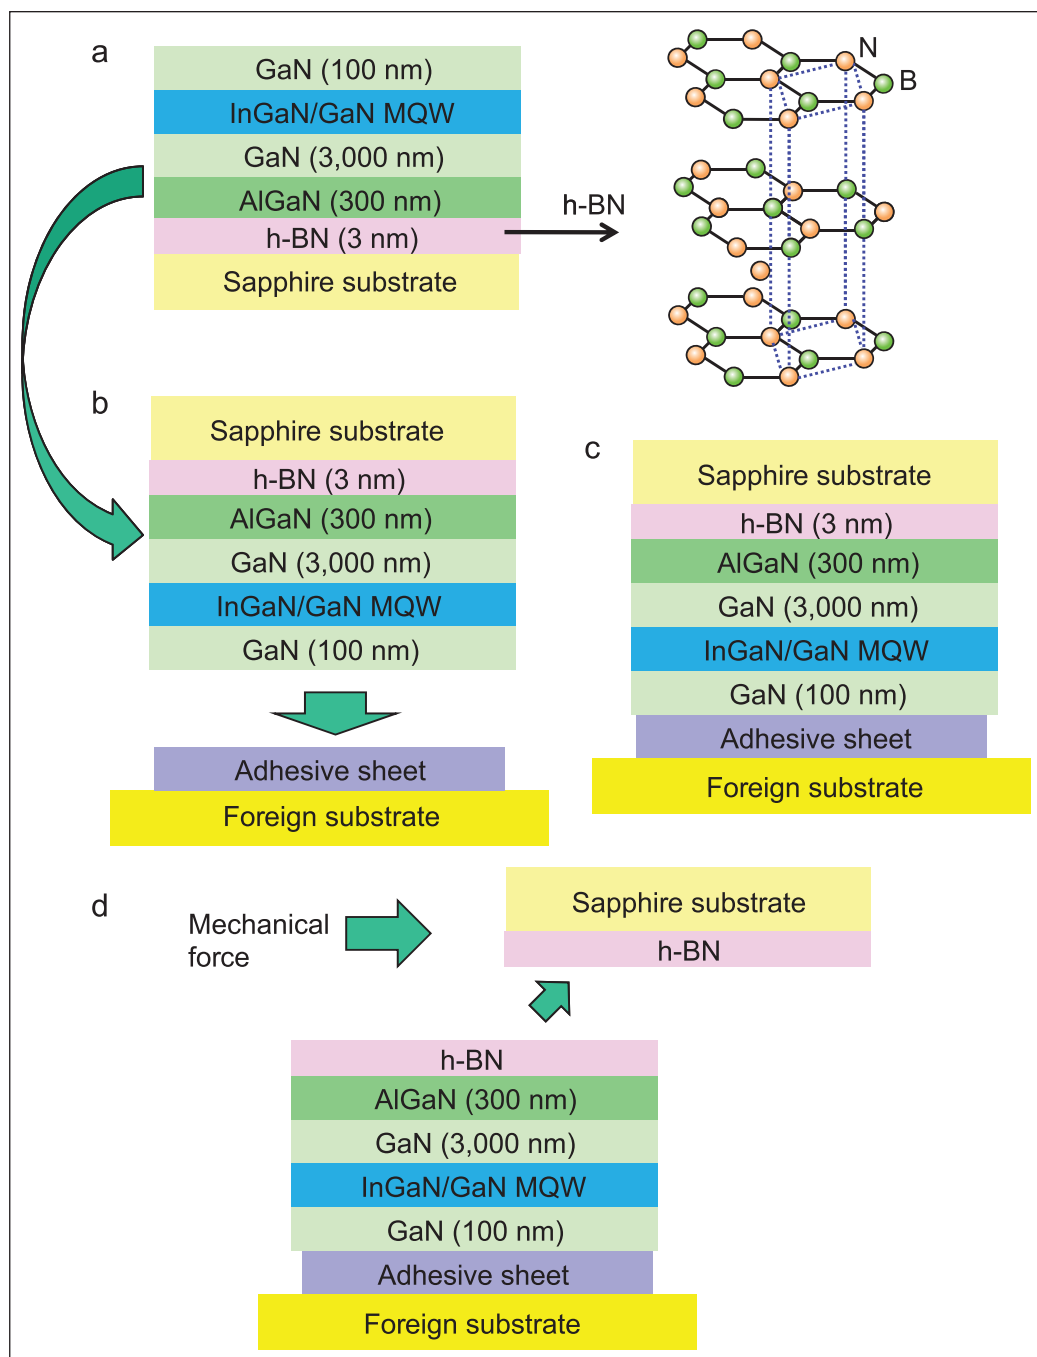 a
GaN (100 nm)
InGaN/GaN MQW
GaN (3,000 nm)
AlGaN (300 nm)
h-BN (3 nm)
Sapphire substrate
h-BN
N
B
b
Sapphire substrate
h-BN (3 nm)
AlGaN (300 nm)
GaN (3,000 nm)
InGaN/GaN MQW
GaN (100 nm)
Adhesive sheet
Foreign substrate
c
Sapphire substrate
h-BN (3 nm)
AlGaN (300 nm)
GaN (3,000 nm)
InGaN/GaN MQW
GaN (100 nm)
Adhesive sheet
Foreign substrate
d
Mechanical
force
Sapphire substrate
h-BN
h-BN
AlGaN (300 nm)
GaN (3,000 nm)
InGaN/GaN MQW
GaN (100 nm)
Adhesive sheet
Foreign substrate